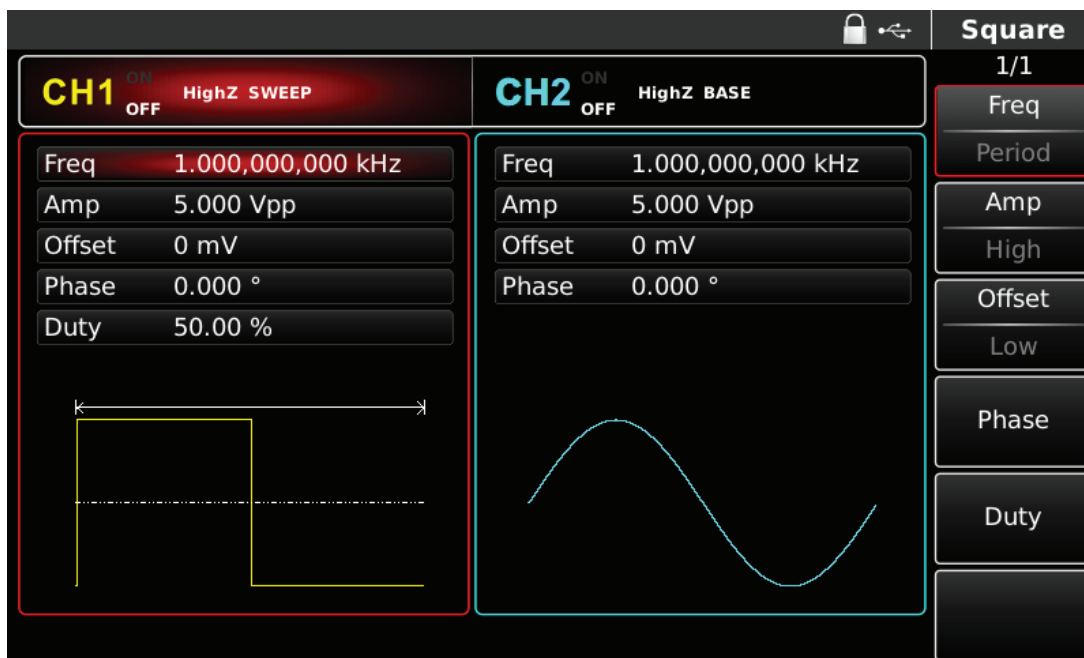 Square
1/1
CH1 ON OFF HighZ SWEEP
CH2 ON OFF HighZ BASE
Freq 1.000,000,000 kHz
Amp 5.000 Vpp
Offset 0 mV
Phase 0.000 °
Duty 50.00 %
Freq 1.000,000,000 kHz
Amp 5.000 Vpp
Offset 0 mV
Phase 0.000 °
Freq
Period
Amp
High
Offset
Low
Phase
Duty